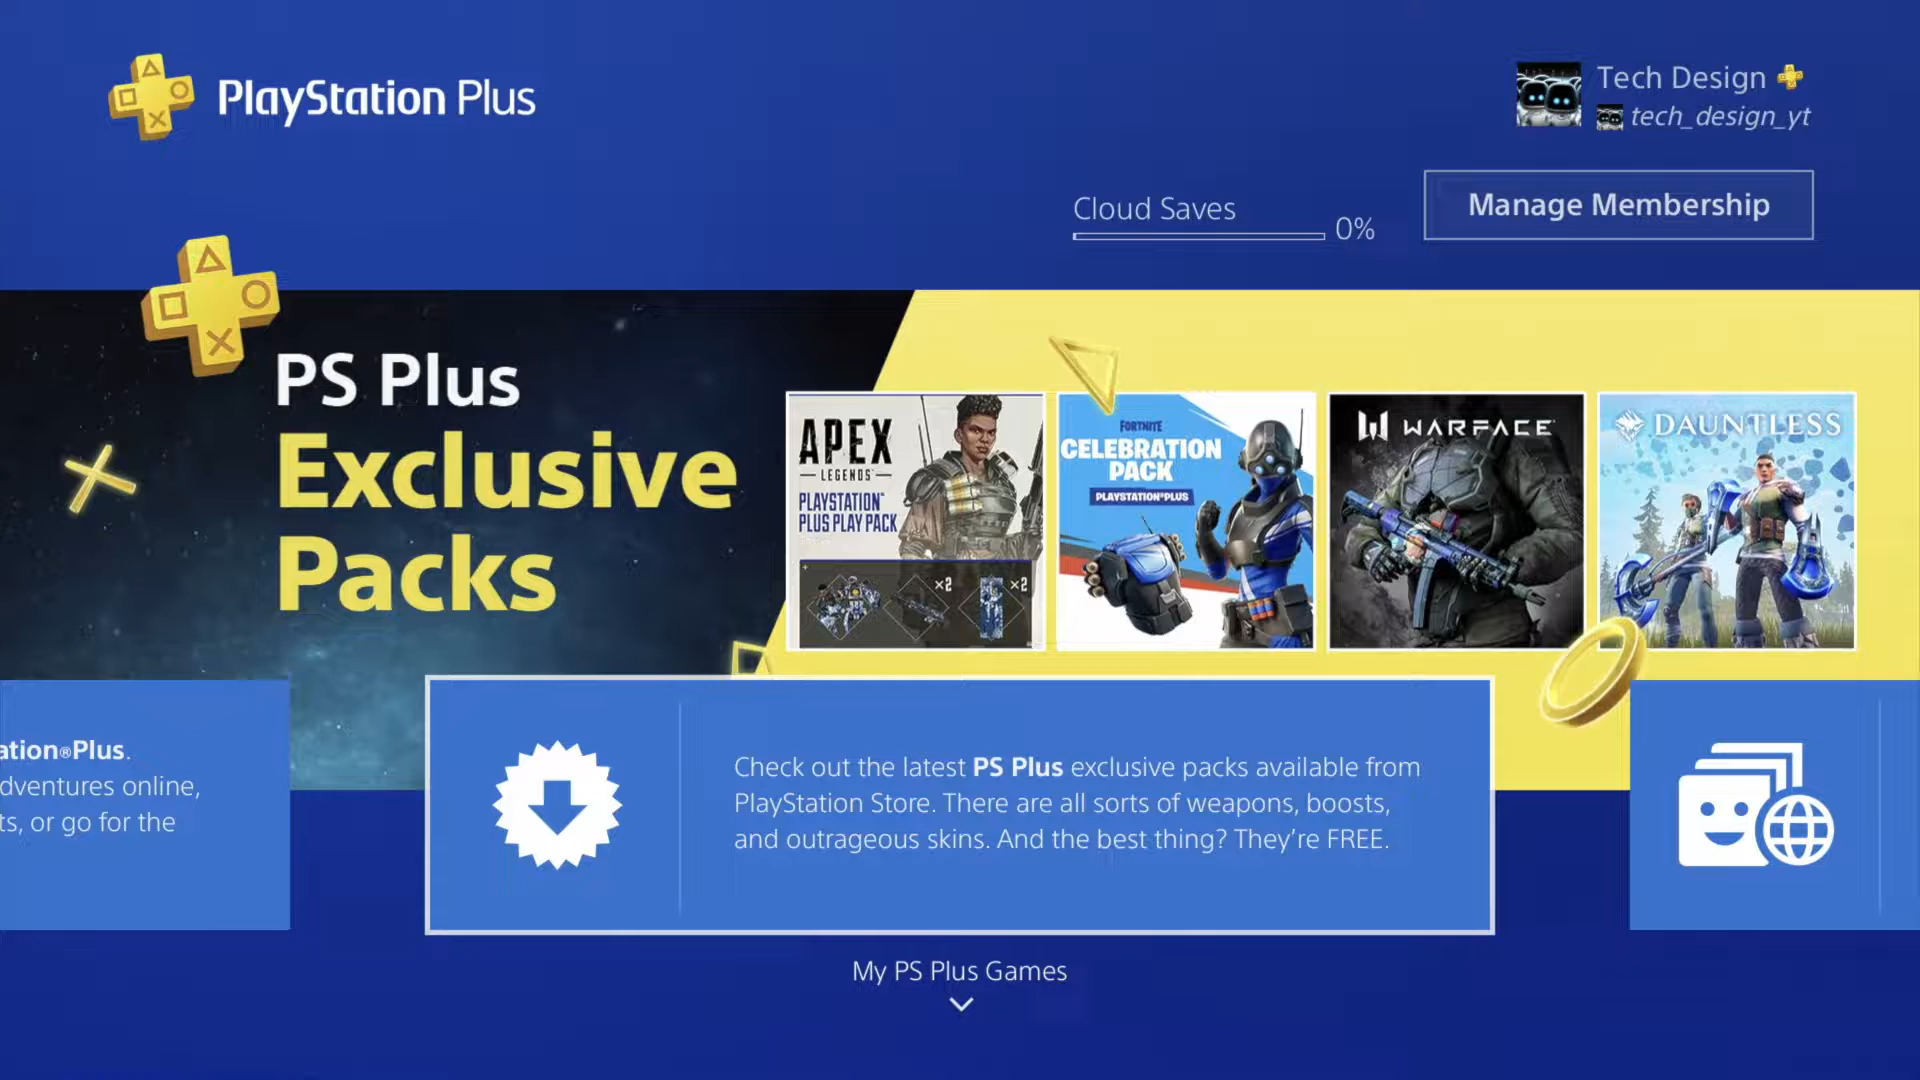 PlayStation Plus
Tech Design
tech_design_yt
Cloud Saves
0%
Manage Membership
PS Plus
Exclusive
Packs
APEX
LEGENDS
PLAYSTATION
PLUS PLAY PACK
×2
×2
FORTNITE
CELEBRATION
PACK
PLAYSTATION®PLUS
WARFACE
DAUNTLESS
ation®Plus.
dventures online,
ts, or go for the
Check out the latest PS Plus exclusive packs available from
PlayStation Store. There are all sorts of weapons, boosts,
and outrageous skins. And the best thing? They’re FREE.
My PS Plus Games